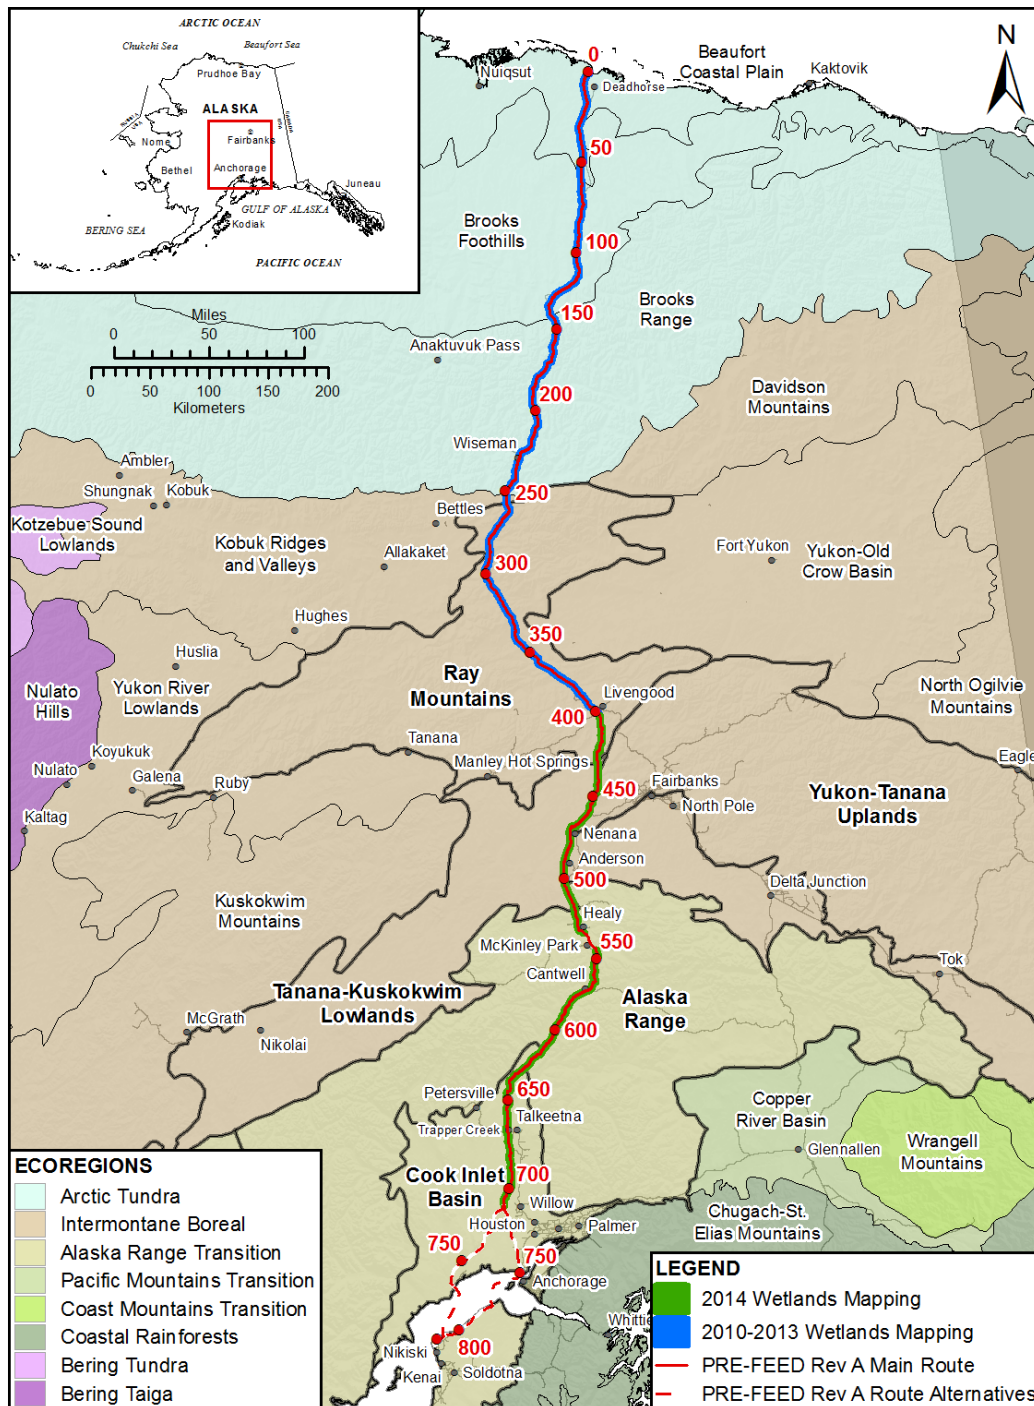 ARCTIC OCEAN
Chukchi Sea
Beaufort Sea
Prudhoe Bay
ALASKA
RUSSIA
USA
CANADA
USA
Nome
Fairbanks
Bethel
Anchorage
Juneau
GULF OF ALASKA
BERING SEA
Kodiak
PACIFIC OCEAN
N
0
Beaufort
Coastal Plain
Nuiqsut
Kaktovik
Deadhorse
50
Brooks
Foothills
100
Brooks
Range
150
Miles
0 50 100
0 50 100 150 200
Kilometers
Anaktuvuk Pass
200
Davidson
Mountains
Wiseman
Ambler
250
Shungnak
Kobuk
Bettles
Kotzebue Sound
Lowlands
Kobuk Ridges
and Valleys
Allakaket
Fort Yukon
Yukon-Old
Crow Basin
300
Hughes
350
Huslia
Ray
Mountains
Nulato
Hills
Yukon River
Lowlands
Livengood
North Ogilvie
Mountains
400
Tanana
Koyukuk
Manley Hot Springs
Eagle
Nulato
Galena
Ruby
450
Fairbanks
North Pole
Yukon-Tanana
Uplands
Kaltag
Nenana
Anderson
500
Delta Junction
Kuskokwim
Mountains
Healy
McKinley Park
550
Cantwell
Tok
Tanana-Kuskokwim
Lowlands
Alaska
Range
McGrath
Nikolai
600
Petersville
650
Talkeetna
Trapper Creek
Copper
River Basin
Glennallen
Wrangell
Mountains
Cook Inlet
Basin
700
Willow
Houston
Palmer
Chugach-St.
Elias Mountains
750
750
Anchorage
Whittie
800
Nikiski
Kenai
Soldotna
ECOREGIONS
Arctic Tundra
Intermontane Boreal
Alaska Range Transition
Pacific Mountains Transition
Coast Mountains Transition
Coastal Rainforests
Bering Tundra
Bering Taiga
LEGEND
2014 Wetlands Mapping
2010-2013 Wetlands Mapping
PRE-FEED Rev A Main Route
PRE-FEED Rev A Route Alternatives